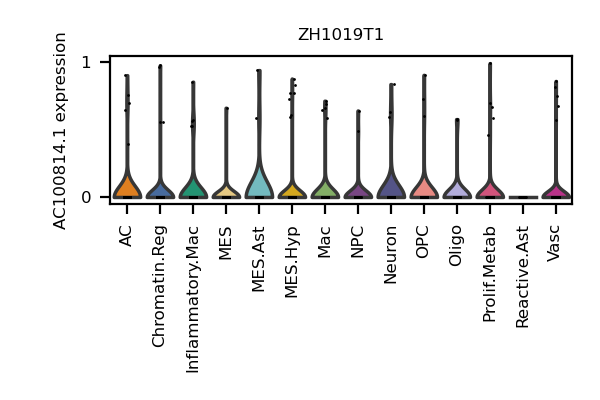 ZH1019T1
AC100814.1 expression
1
0
AC
Chromatin.Reg
Inflammatory.Mac
MES
MES.Ast
MES.Hyp
Mac
NPC
Neuron
OPC
Oligo
Prolif.Metab
Reactive.Ast
Vasc